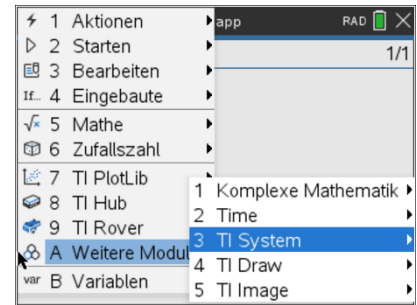 1 Aktionen
app RAD
2 Starten
1/1
3 Bearbeiten
If... 4 Eingebaute
5 Mathe
6 Zufallszahl
7 TI PlotLib
8 TI Hub
9 TI Rover
A Weitere Modul
var B Variablen
1 Komplexe Mathematik
2 Time
3 TI System
4 TI Draw
5 TI Image